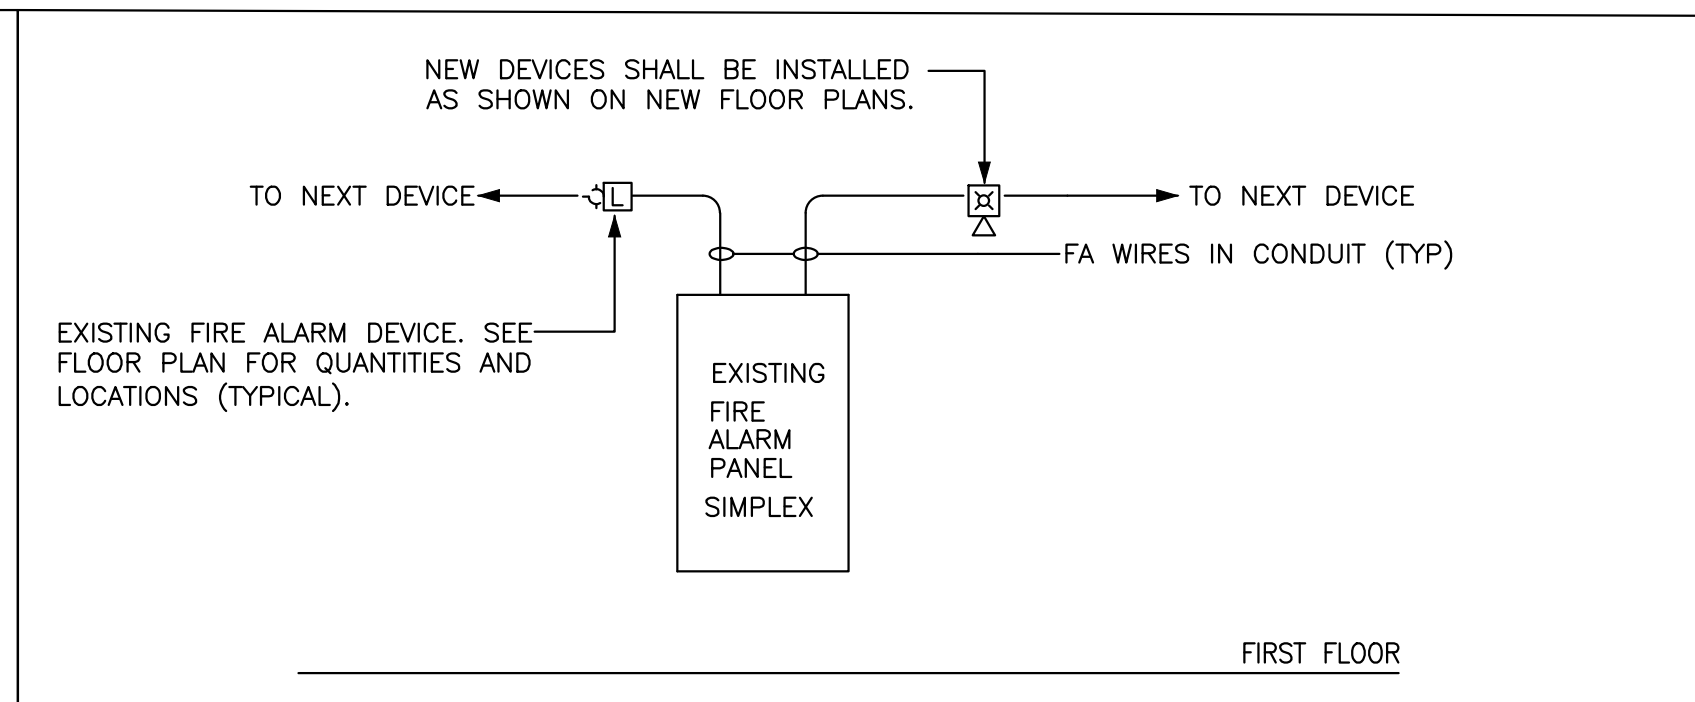 NEW DEVICES SHALL BE INSTALLED
AS SHOWN ON NEW FLOOR PLANS.
TO NEXT DEVICE
L
TO NEXT DEVICE
FA WIRES IN CONDUIT (TYP)
EXISTING FIRE ALARM DEVICE. SEE
FLOOR PLAN FOR QUANTITIES AND
LOCATIONS (TYPICAL).
EXISTING
FIRE
ALARM
PANEL
SIMPLEX
FIRST FLOOR